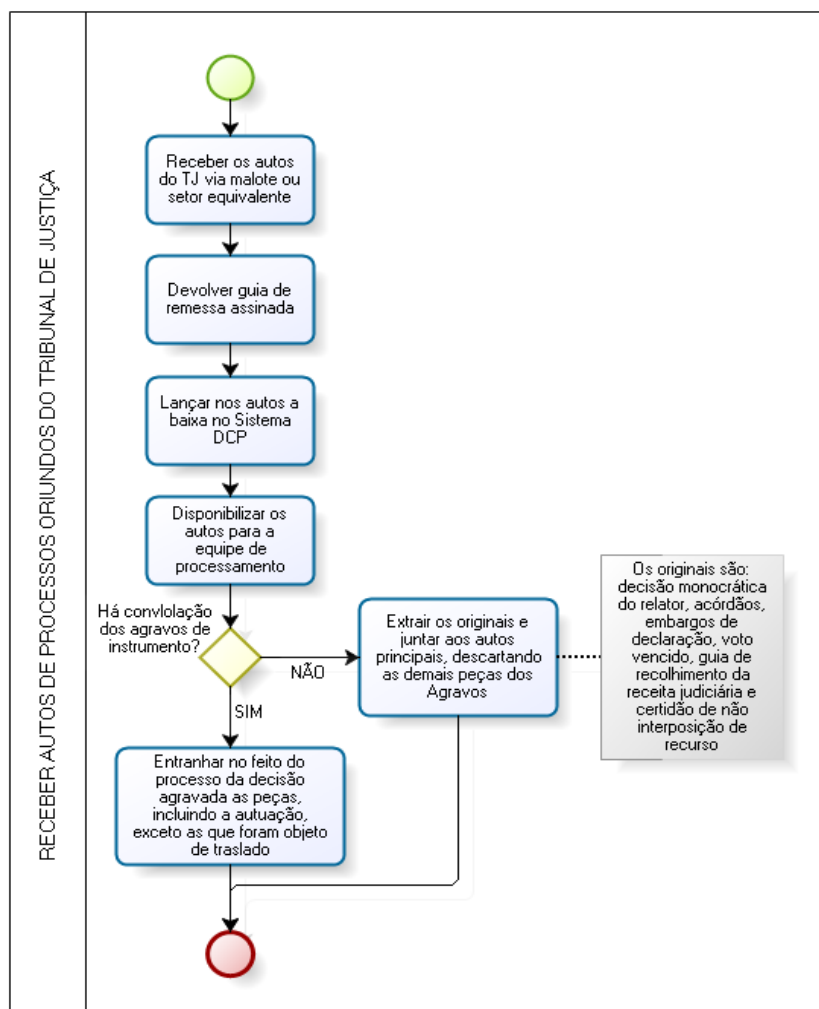 RECEBER AUTOS DE PROCESSOS ORIUNDOS DO TRIBUNAL DE JUSTIÇA
Receber os autos
do TJ via malote ou
setor equivalente
Devolver guia de
remessa assinada
Lançar nos autos a
baixa no Sistema
DCP
Disponibilizar os
autos para a
equipe de
processamento
Há convlolação
dos agravos de
instrumento?
NÃO
SIM
Extrair os originais e
juntar aos autos
principais, descartando
as demais peças dos
Agravos
Os originais são:
decisão monocrática
do relator, acórdãos,
embargos de
declaração, voto
vencido, guia de
recolhimento da
receita judiciária e
certidão de não
interposição de
recurso
Entranhar no feito do
processo da decisão
agravada as peças,
incluindo a autuação,
exceto as que foram objeto
de traslado